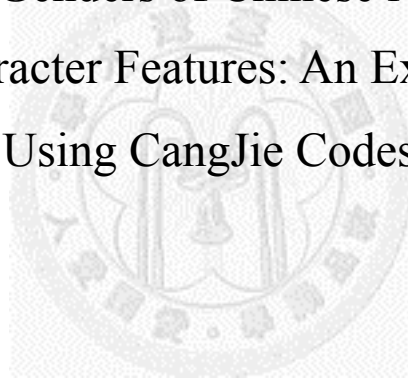 Genders of Chinese
racter Features: An Ex
Using CangJie Codes